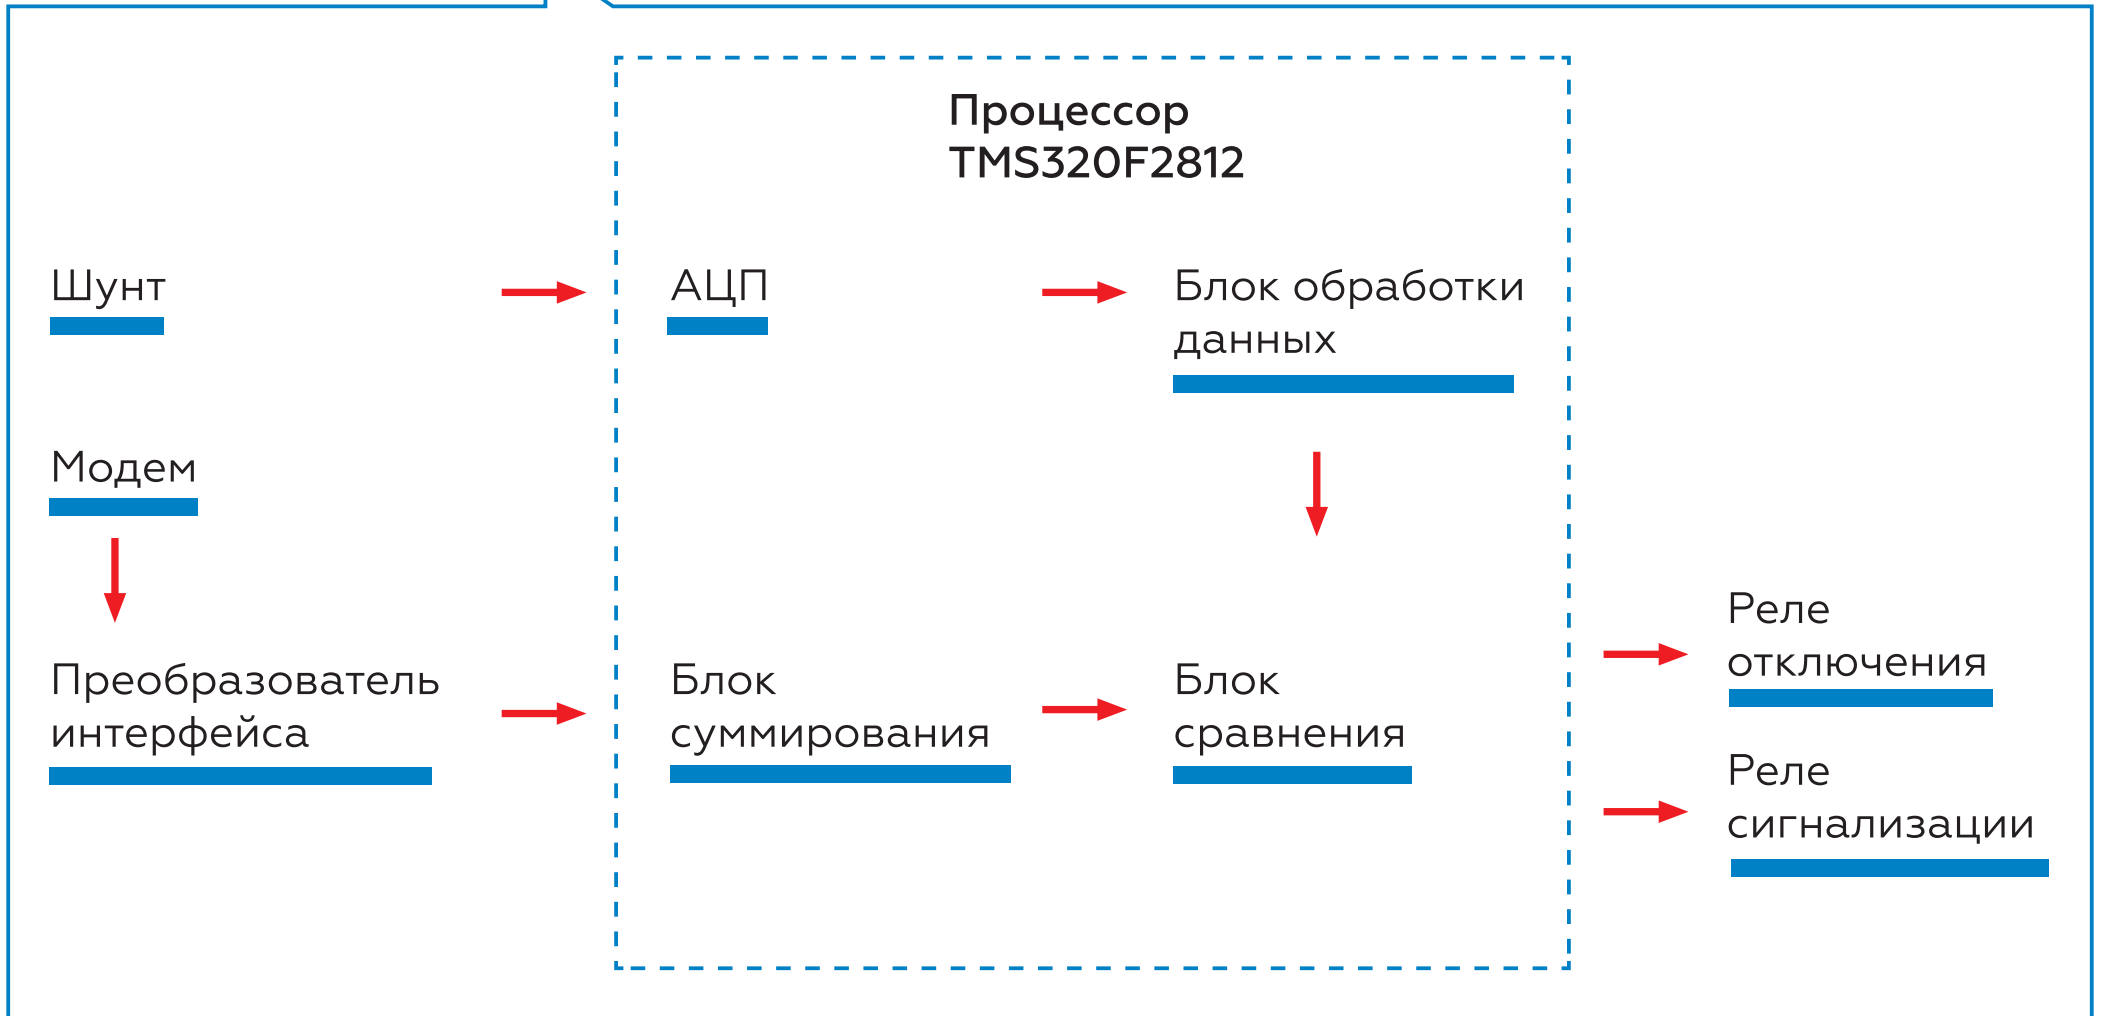 Процессор
TMS320F2812
Шунт
АЦП
Блок обработки
данных
Модем
Преобразователь
интерфейса
Блок
суммирования
Блок
сравнения
Реле
отключения
Реле
сигнализации